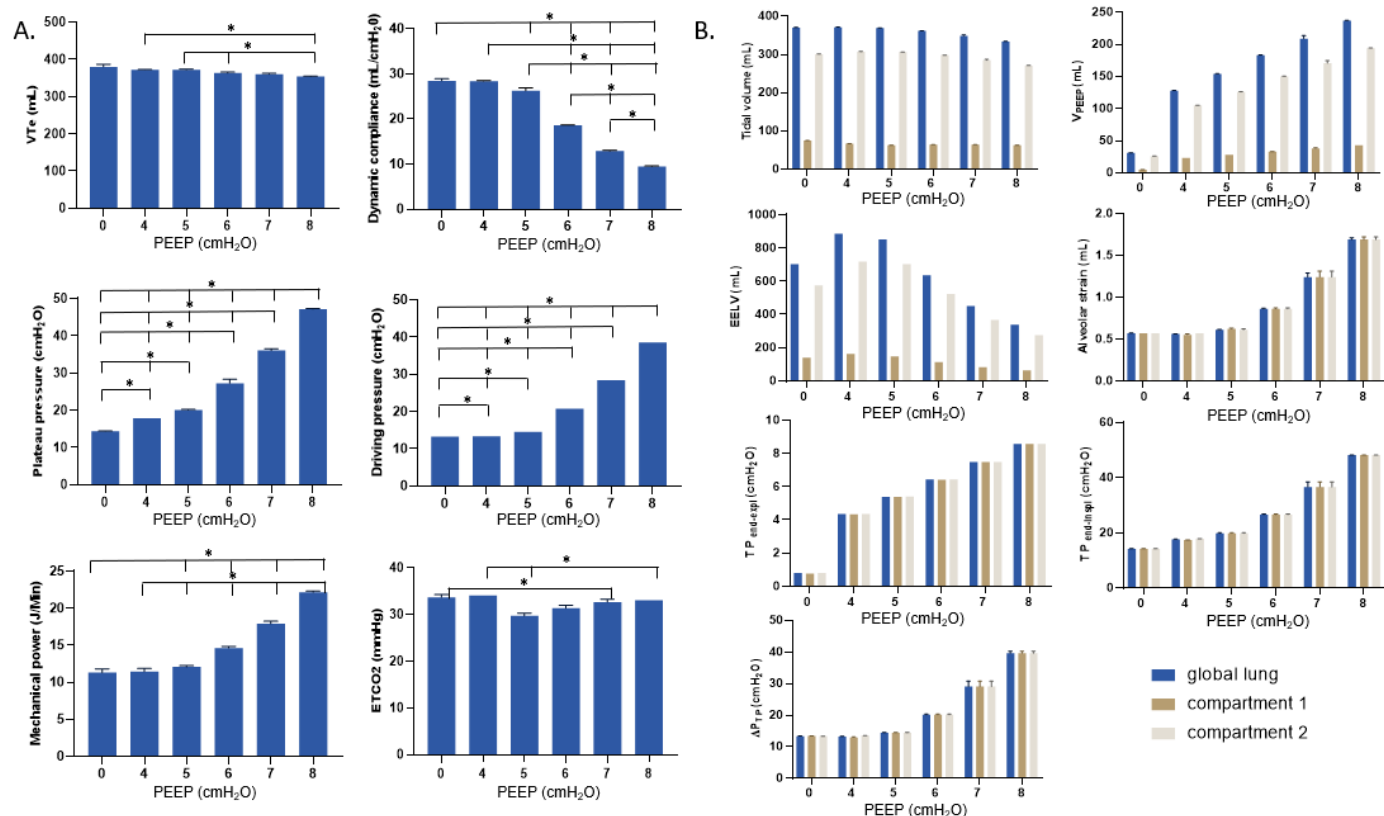 A.
VTe (mL)
500
400
300
200
100
0
0 4 5 6 7 8
PEEP (cmH₂O)
* *
Dynamic compliance (mL/cmH₂0)
40
30
20
10
0
0 4 5 6 7 8
PEEP (cmH₂O)
* * * * *
Plateau pressure (cmH₂O)
50
40
30
20
10
0
0 4 5 6 7 8
PEEP (cmH₂O)
* * * * *
Driving pressure (cmH₂O)
50
40
30
20
10
0
0 4 5 6 7 8
PEEP (cmH₂O)
* * * * *
Mechanical power (J/Min)
25
20
15
10
5
0
0 4 5 6 7 8
PEEP (cmH₂O)
* *
ETCO2 (mmHg)
40
30
20
10
0
0 4 5 6 7 8
PEEP (cmH₂O)
* *
B.
Tidal volume (mL)
400
300
200
100
0
0 4 5 6 7 8
PEEP (cmH₂O)
V PEEP (mL)
250
200
150
100
50
0
0 4 5 6 7 8
PEEP (cmH₂O)
EELV (mL)
1000
800
600
400
200
0
0 4 5 6 7 8
PEEP (cmH₂O)
Alveolar strain (mL)
2.0
1.5
1.0
0.5
0.0
0 4 5 6 7 8
PEEP (cmH₂O)
TP end-expi (cmH₂O)
10
8
6
4
2
0
0 4 5 6 7 8
PEEP (cmH₂O)
TP end-inspi (cmH₂O)
60
40
20
0
0 4 5 6 7 8
PEEP (cmH₂O)
ΔP TP (cmH₂O)
50
40
30
20
10
0
0 4 5 6 7 8
PEEP (cmH₂O)
global lung
compartment 1
compartment 2